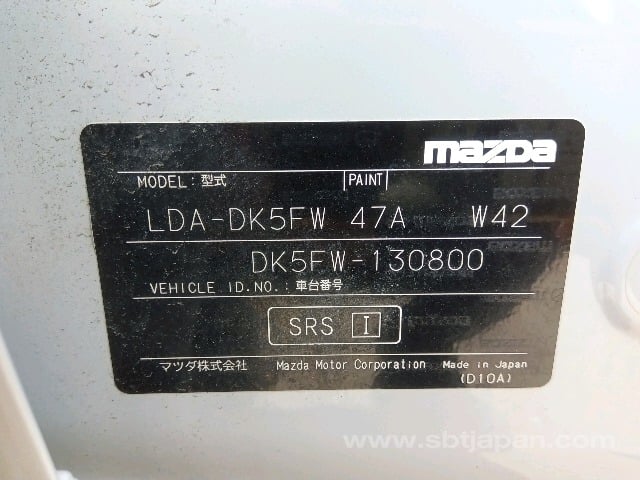 mazda
MODEL:型式 PAINT
LDA-DK5FW 47A W42
DK5FW-130800
VEHICLE ID.NO.:車台番号
SRS I
マツダ株式会社 Mazda Motor Corporation Made in Japan
(D10A)
www.sbtjapan.com